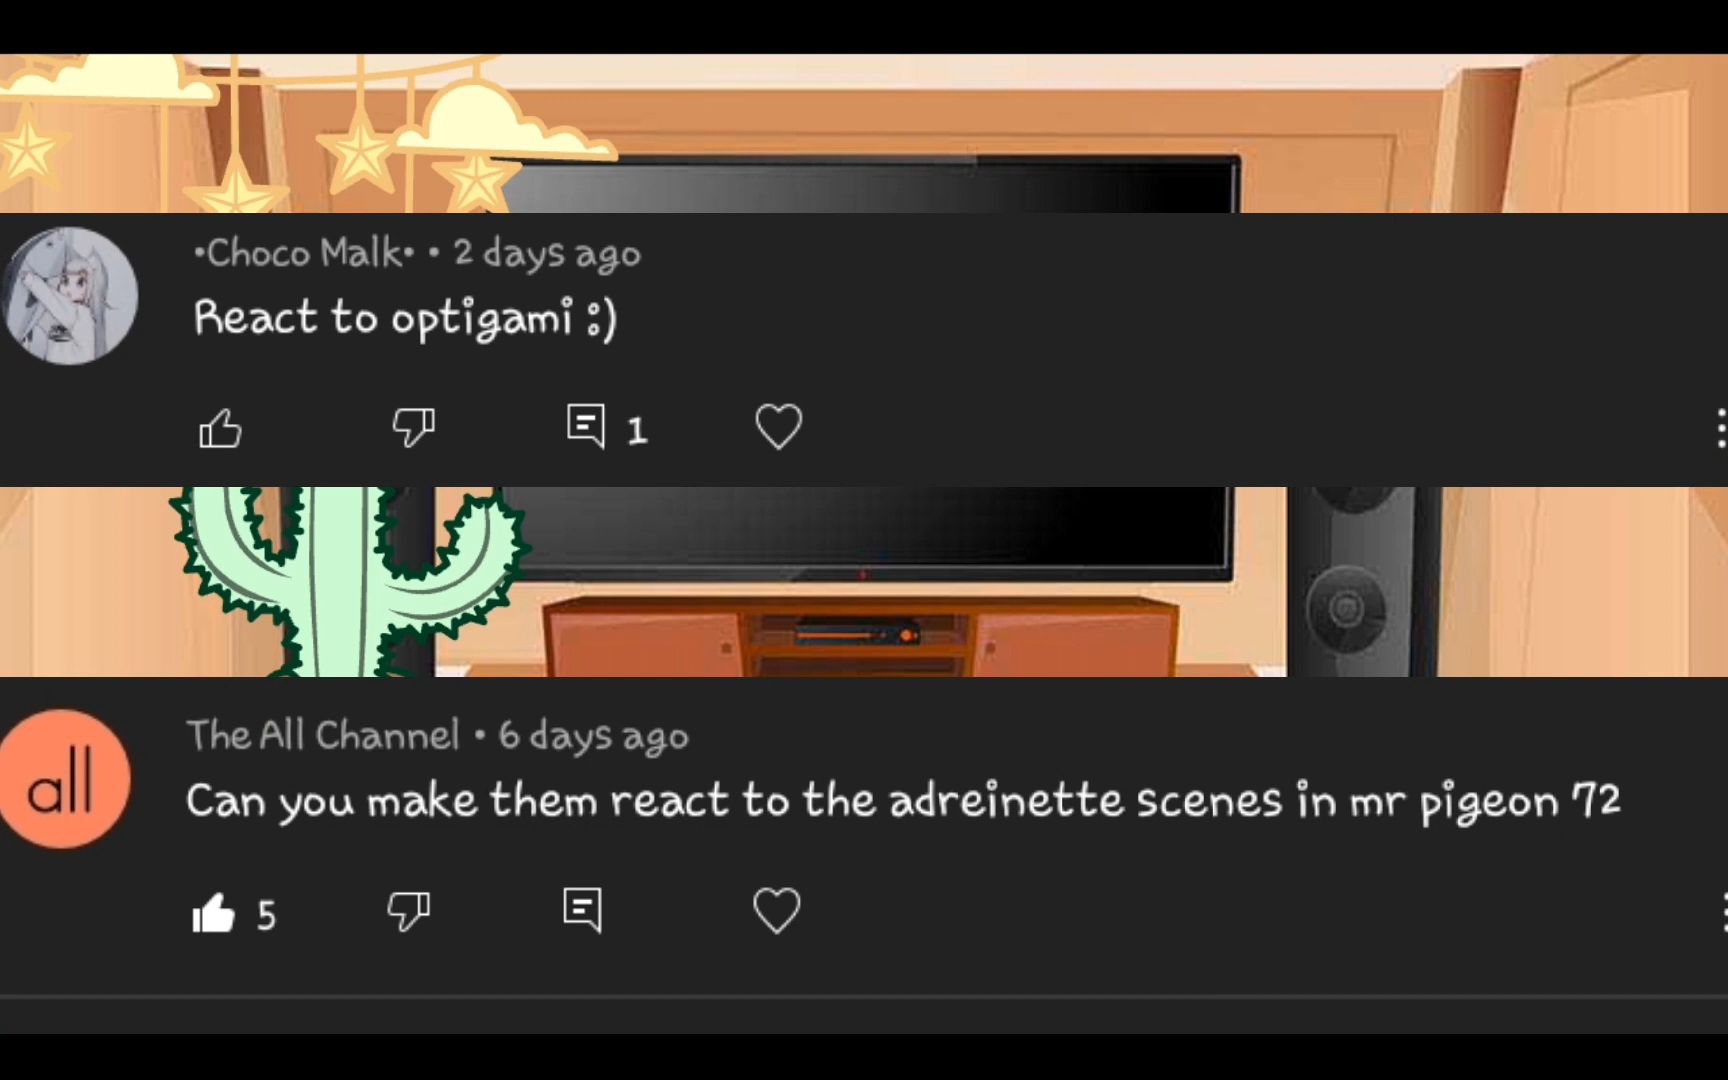 •Choco Malk• • 2 days ago
React to optigami :)
1
all
The All Channel • 6 days ago
Can you make them react to the adreinette scenes in mr pigeon 72
5